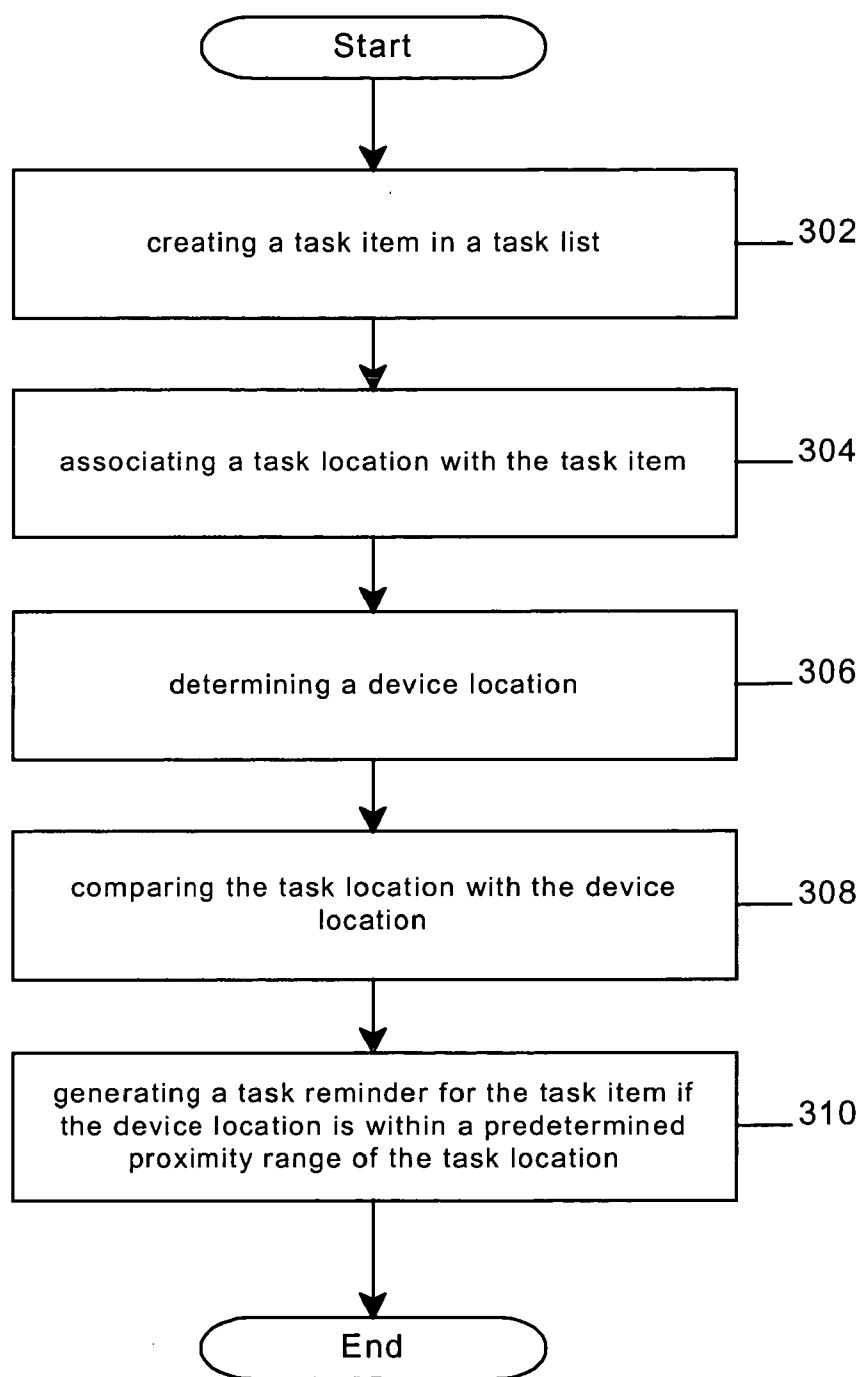 Start
creating a task item in a task list
302
associating a task location with the task item
304
determining a device location
306
comparing the task location with the device
location
308
generating a task reminder for the task item if
the device location is within a predetermined
proximity range of the task location
310
End